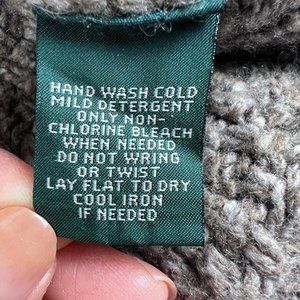 HAND WASH COLD
MILD DETERGENT
ONLY NON-
CHLORINE BLEACH
WHEN NEEDED
DO NOT WRING
OR TWIST
LAY FLAT TO DRY
COOL IRON
IF NEEDED